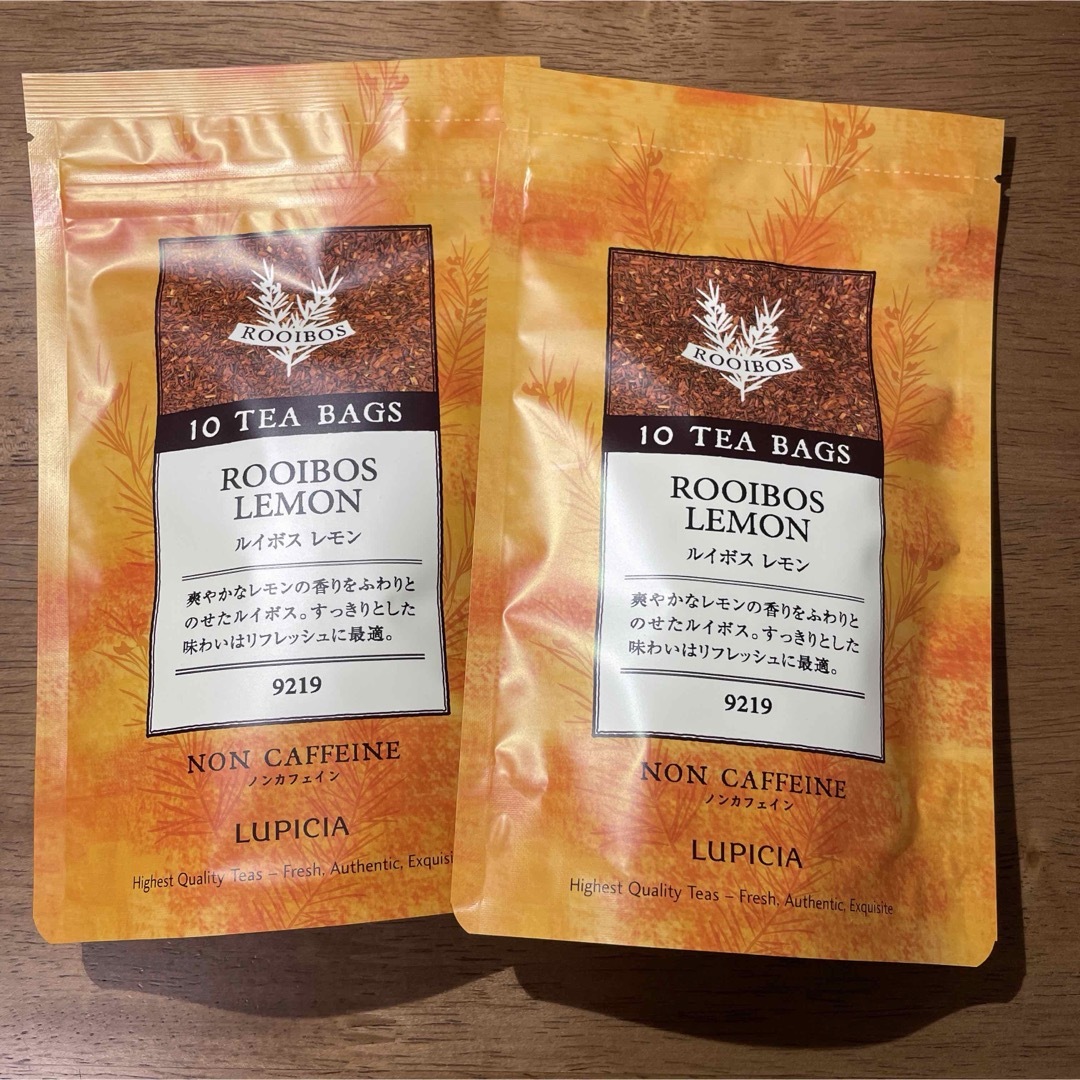 ROOIBOS
10 TEA BAGS
ROOIBOS
LEMON
ルイボス レモン
爽やかなレモンの香りをふわりと
のせたルイボス。すっきりとした
味わいはリフレッシュに最適。
9219
NON CAFFEINE
ノンカフェイン
LUPICIA
Highest Quality Teas – Fresh, Authentic, Exquisi
ROOIBOS
10 TEA BAGS
ROOIBOS
LEMON
ルイボス レモン
爽やかなレモンの香りをふわりと
のせたルイボス。すっきりとした
味わいはリフレッシュに最適。
9219
NON CAFFEINE
ノンカフェイン
LUPICIA
Highest Quality Teas – Fresh, Authentic, Exquisite